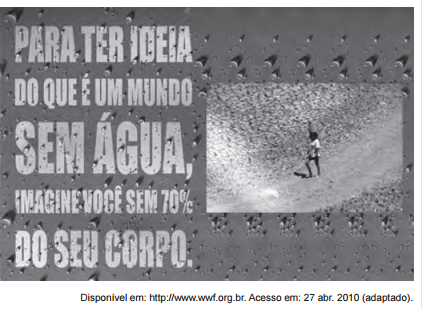 PARA TER IDEIA
DO QUE É UM MUNDO
SEM ÁGUA,
IMAGINE VOCÊ SEM 70%
DO SEU CORPO.
Disponível em: http://www.wwf.org.br. Acesso em: 27 abr. 2010 (adaptado).